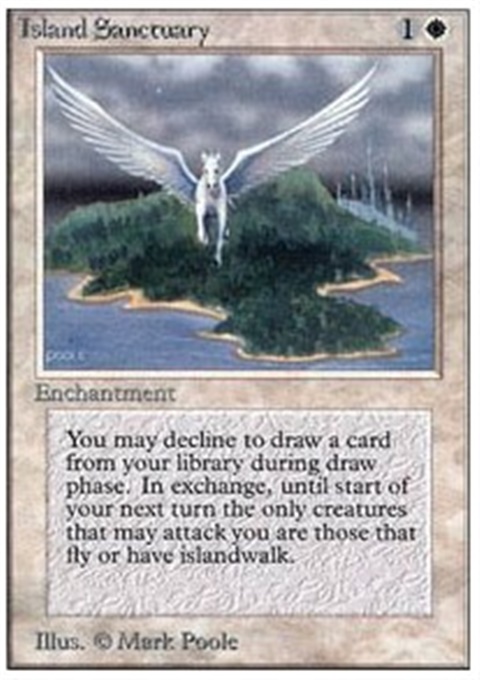 Island Sanctuary 1
POOLE
Enchantment
You may decline to draw a card
from your library during draw
phase. In exchange, until start of
your next turn the only creatures
that may attack you are those that
fly or have islandwalk.
Illus. © Mark Poole